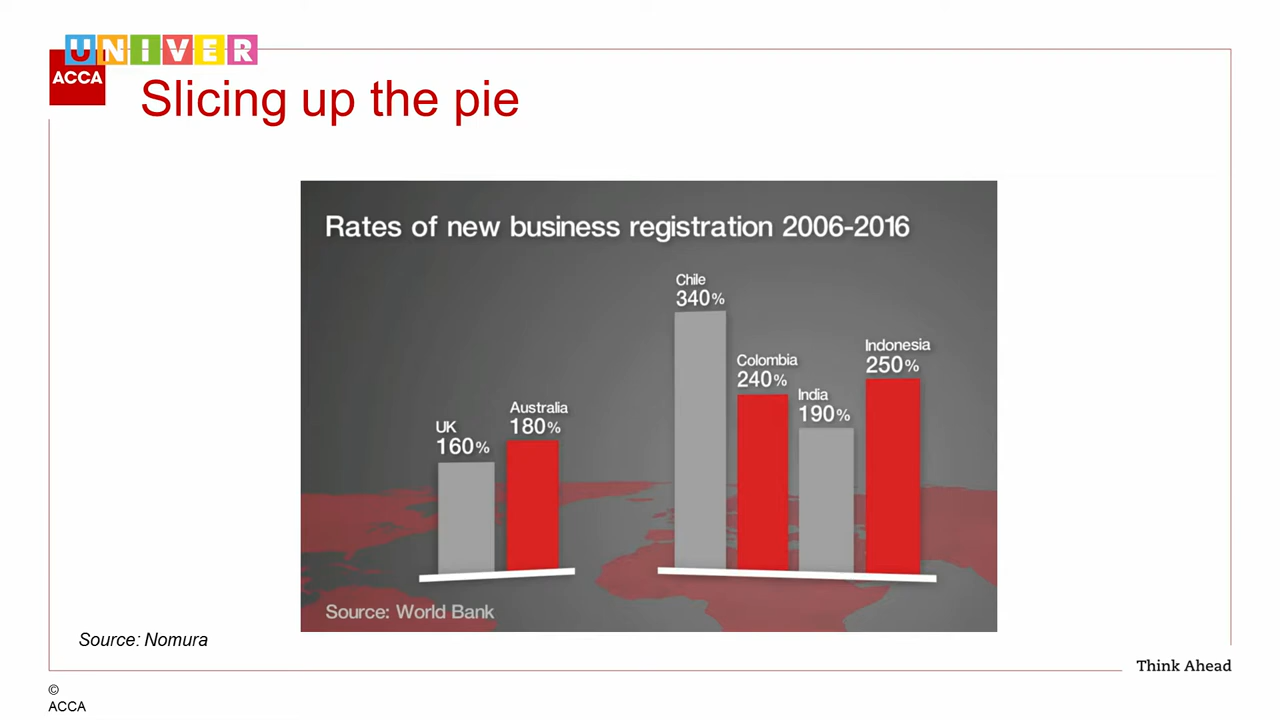 UNIVER
ACCA
Slicing up the pie
Rates of new business registration 2006-2016
Chile
340%
Colombia
240%
Indonesia
250%
India
190%
Australia
180%
UK
160%
Source: World Bank
Source: Nomura
Think Ahead
©
ACCA